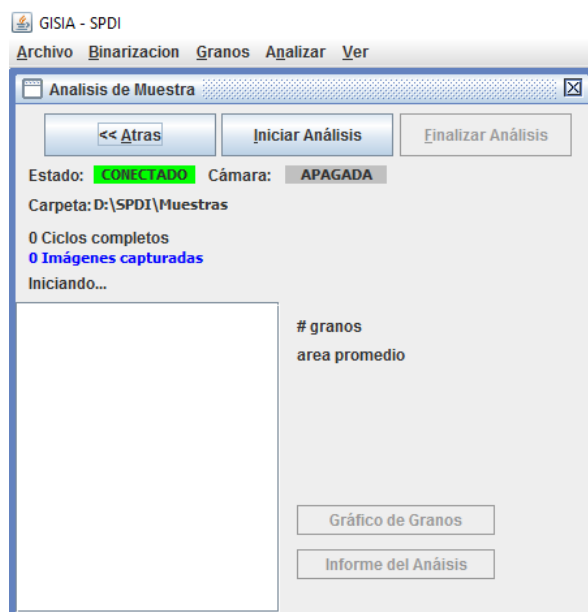 GISIA - SPDI
Archivo Binarizacion Granos Analizar Ver
Analisis de Muestra
<< Atras Iniciar Análisis Finalizar Análisis
Estado: CONECTADO Cámara: APAGADA
Carpeta: D:\SPDI\Muestras
0 Ciclos completos
0 Imágenes capturadas
Iniciando...
# granos
area promedio
Gráfico de Granos
Informe del Anáisis